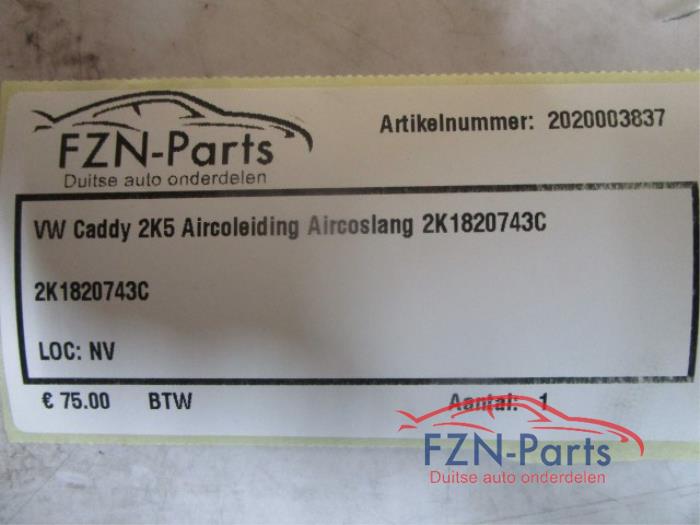 FZN-Parts
Duitse auto onderdelen
Artikelnummer: 2020003837
VW Caddy 2K5 Aircoleiding Aircoslang 2K1820743C
2K1820743C
LOC: NV
€ 75.00 BTW Aantal: 1
FZN-Parts
Duitse auto onderdelen